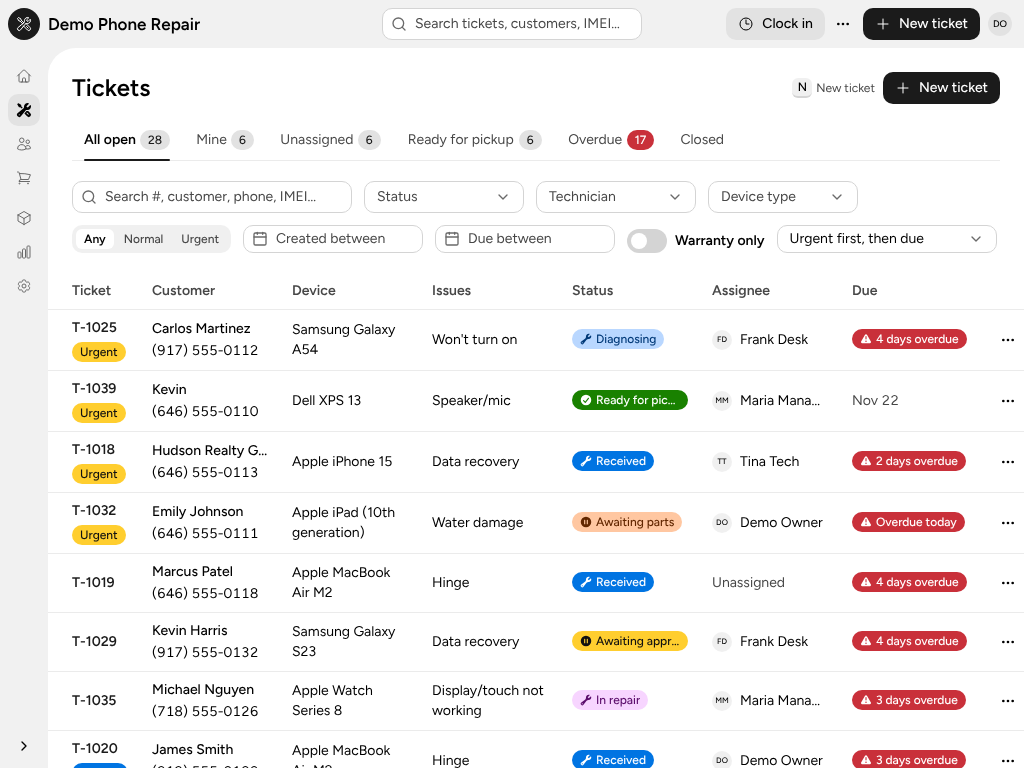 Demo Phone Repair
Search tickets, customers, IMEI...
Clock in
New ticket
DO
Tickets
N New ticket
New ticket
All open 28
Mine 6
Unassigned 6
Ready for pickup 6
Overdue 17
Closed
Search #, customer, phone, IMEI...
Status
Technician
Device type
Any Normal Urgent
Created between
Due between
Warranty only
Urgent first, then due
Ticket Customer Device Issues Status Assignee Due
T-1025
Urgent
Carlos Martinez
(917) 555-0112
Samsung Galaxy
A54
Won't turn on
Diagnosing
FD Frank Desk
4 days overdue
T-1039
Urgent
Kevin
(646) 555-0110
Dell XPS 13
Speaker/mic
Ready for pic...
MM Maria Mana...
Nov 22
T-1018
Urgent
Hudson Realty G...
(646) 555-0113
Apple iPhone 15
Data recovery
Received
TT Tina Tech
2 days overdue
T-1032
Urgent
Emily Johnson
(646) 555-0111
Apple iPad (10th
generation)
Water damage
Awaiting parts
DO Demo Owner
Overdue today
T-1019
Marcus Patel
(646) 555-0118
Apple MacBook
Air M2
Hinge
Received
Unassigned
4 days overdue
T-1029
Kevin Harris
(917) 555-0132
Samsung Galaxy
S23
Data recovery
Awaiting appr...
FD Frank Desk
4 days overdue
T-1035
Michael Nguyen
(718) 555-0126
Apple Watch
Series 8
Display/touch not
working
In repair
MM Maria Mana...
3 days overdue
T-1020
James Smith
Apple MacBook
Air M2
Hinge
Received
DO Demo Owner
3 days overdue